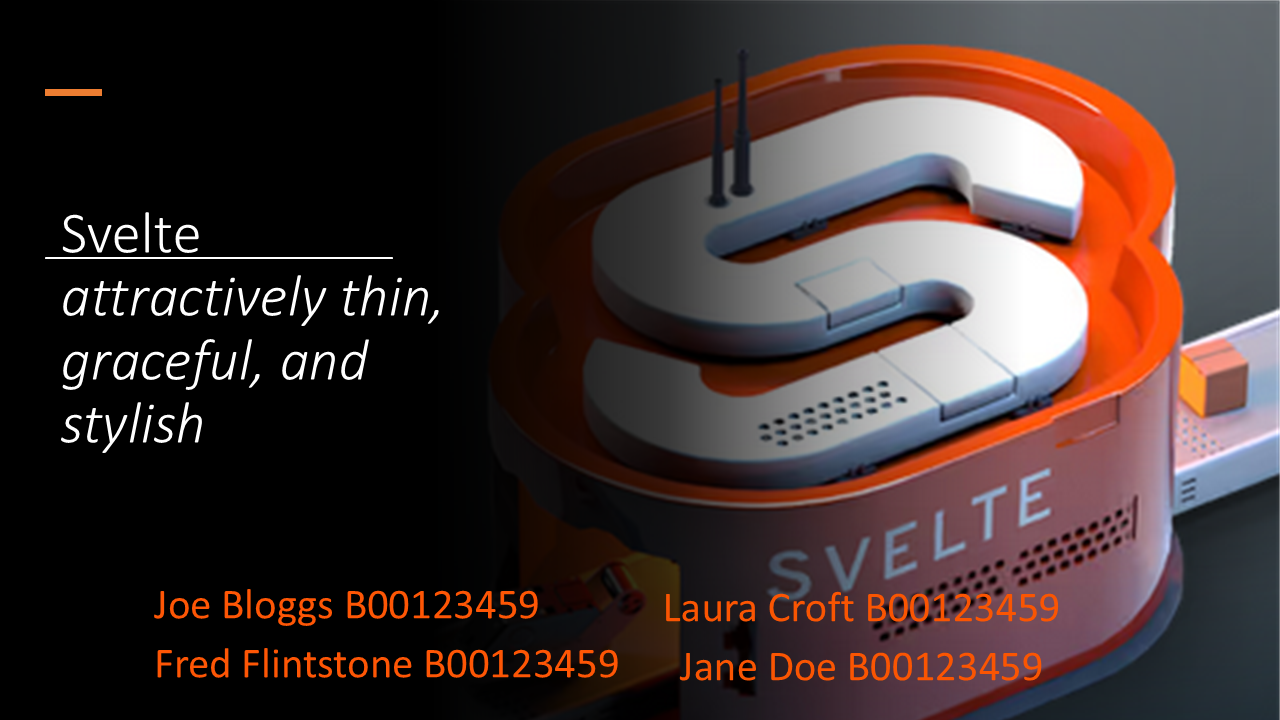 Svelte
attractively thin,
graceful, and
stylish
SVELTE
Joe Bloggs B00123459
Laura Croft B00123459
Fred Flintstone B00123459
Jane Doe B00123459